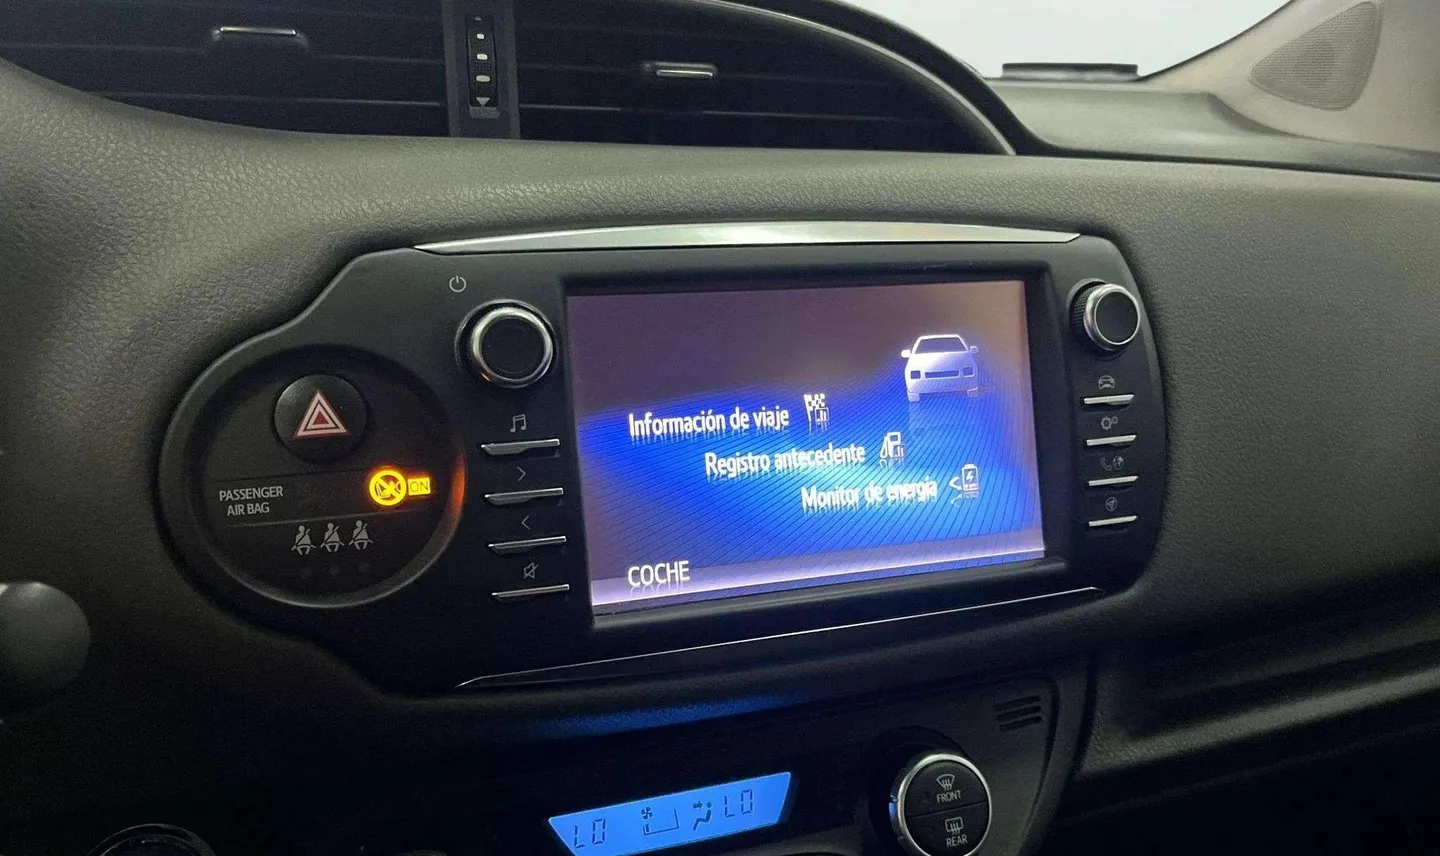 PASSENGER
AIR BAG
ON
Información de viaje
Registro antecedente
Monitor de energía
COCHE
LO
LO
FRONT
REAR